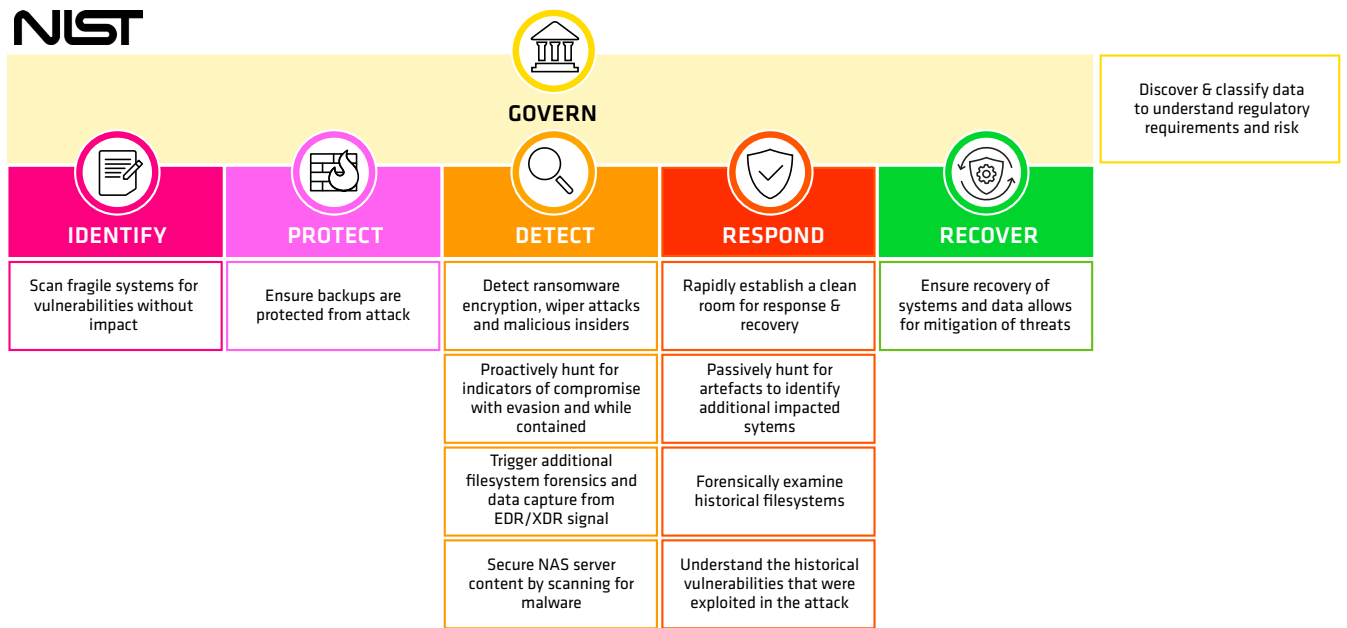 NIST
GOVERN
Discover & classify data
to understand regulatory
requirements and risk
IDENTIFY
PROTECT
DETECT
RESPOND
RECOVER
Scan fragile systems for
vulnerabilities without
impact
Ensure backups are
protected from attack
Detect ransomware
encryption, wiper attacks
and malicious insiders
Rapidly establish a clean
room for response &
recovery
Ensure recovery of
systems and data allows
for mitigation of threats
Proactively hunt for
indicators of compromise
with evasion and while
contained
Passively hunt for
artefacts to identify
additional impacted
sytems
Trigger additional
filesystem forensics and
data capture from
EDR/XDR signal
Forensically examine
historical filesystems
Secure NAS server
content by scanning for
malware
Understand the historical
vulnerabilities that were
exploited in the attack